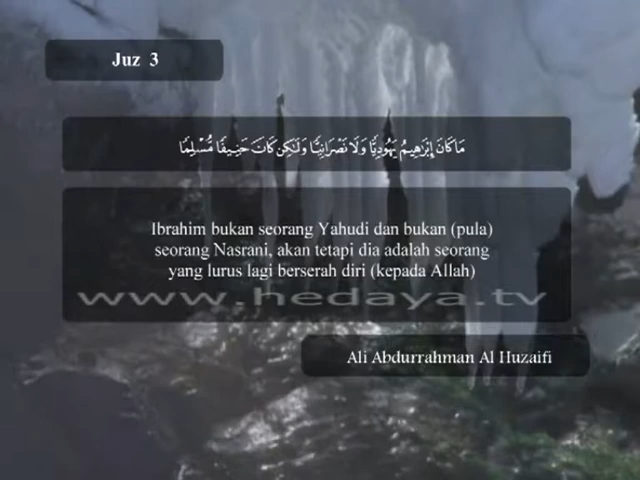 Juz 3
مَا كَانَ إِبْرَاهِيمُ يَهُودِيًّا وَلَا نَصْرَانِيًّا وَلَٰكِن كَانَ حَنِيفًا مُّسْلِمًا
Ibrahim bukan seorang Yahudi dan bukan (pula)
seorang Nasrani, akan tetapi dia adalah seorang
yang lurus lagi berserah diri (kepada Allah)
www.hedaya.tv
Ali Abdurrahman Al Huzaifi